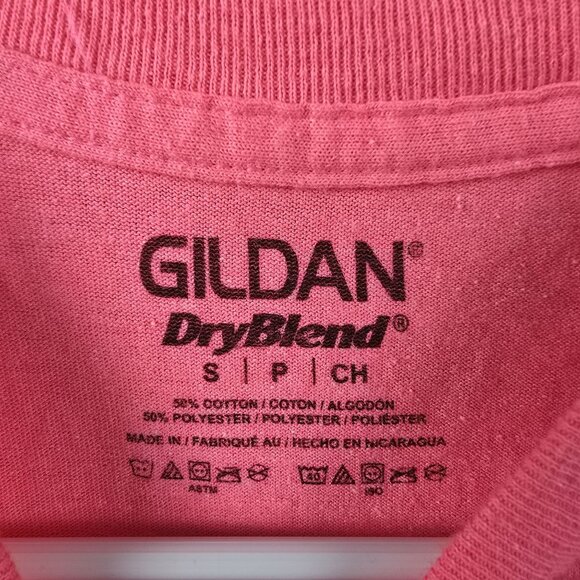 GILDAN®
DryBlend®
S | P | CH
50% COTTON / COTON / ALGODÓN
50% POLYESTER / POLYESTER / POLIÉSTER
MADE IN / FABRIQUÉ AU / HECHO EN NICARAGUA
40
ASTM ISO